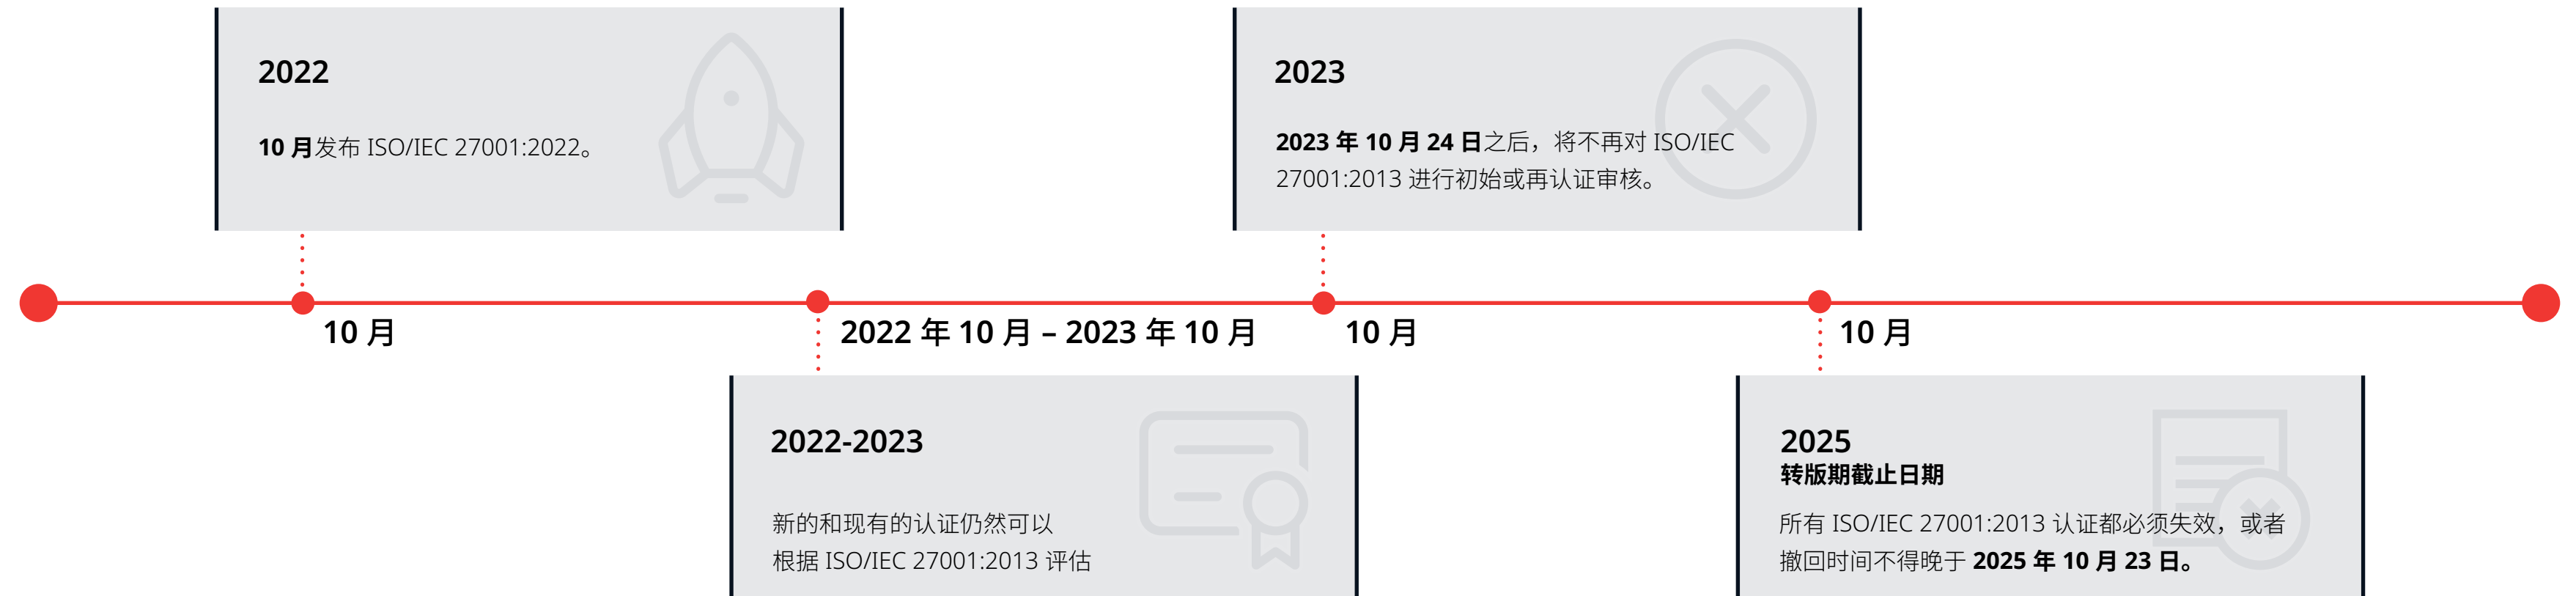 2022
10 月发布 ISO/IEC 27001:2022。
2023
2023 年 10 月 24 日之后，将不再对 ISO/IEC
27001:2013 进行初始或再认证审核。
10 月
2022 年 10 月 – 2023 年 10 月
10 月
10 月
2022-2023
新的和现有的认证仍然可以
根据 ISO/IEC 27001:2013 评估
2025
转版期截止日期
所有 ISO/IEC 27001:2013 认证都必须失效，或者
撤回时间不得晚于 2025 年 10 月 23 日。